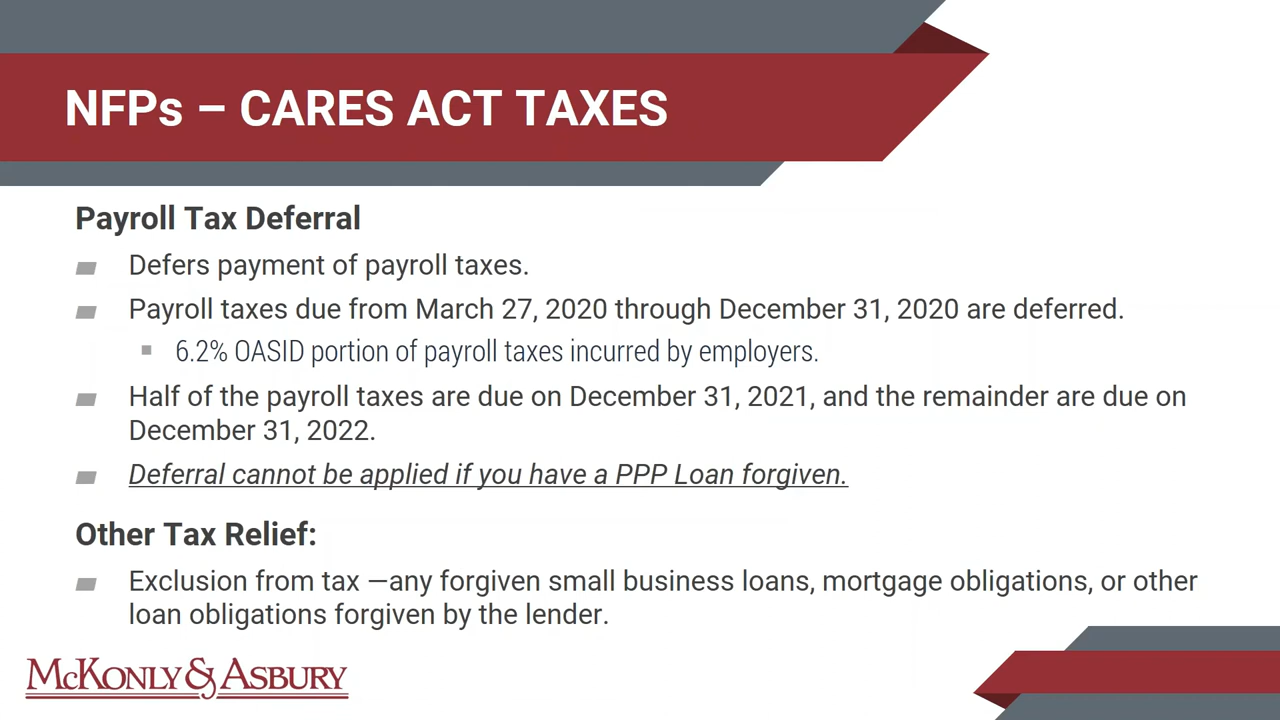 NFPs – CARES ACT TAXES
Payroll Tax Deferral
Defers payment of payroll taxes.
Payroll taxes due from March 27, 2020 through December 31, 2020 are deferred.
6.2% OASID portion of payroll taxes incurred by employers.
Half of the payroll taxes are due on December 31, 2021, and the remainder are due on
December 31, 2022.
Deferral cannot be applied if you have a PPP Loan forgiven.
Other Tax Relief:
Exclusion from tax —any forgiven small business loans, mortgage obligations, or other
loan obligations forgiven by the lender.
McKonly & Asbury